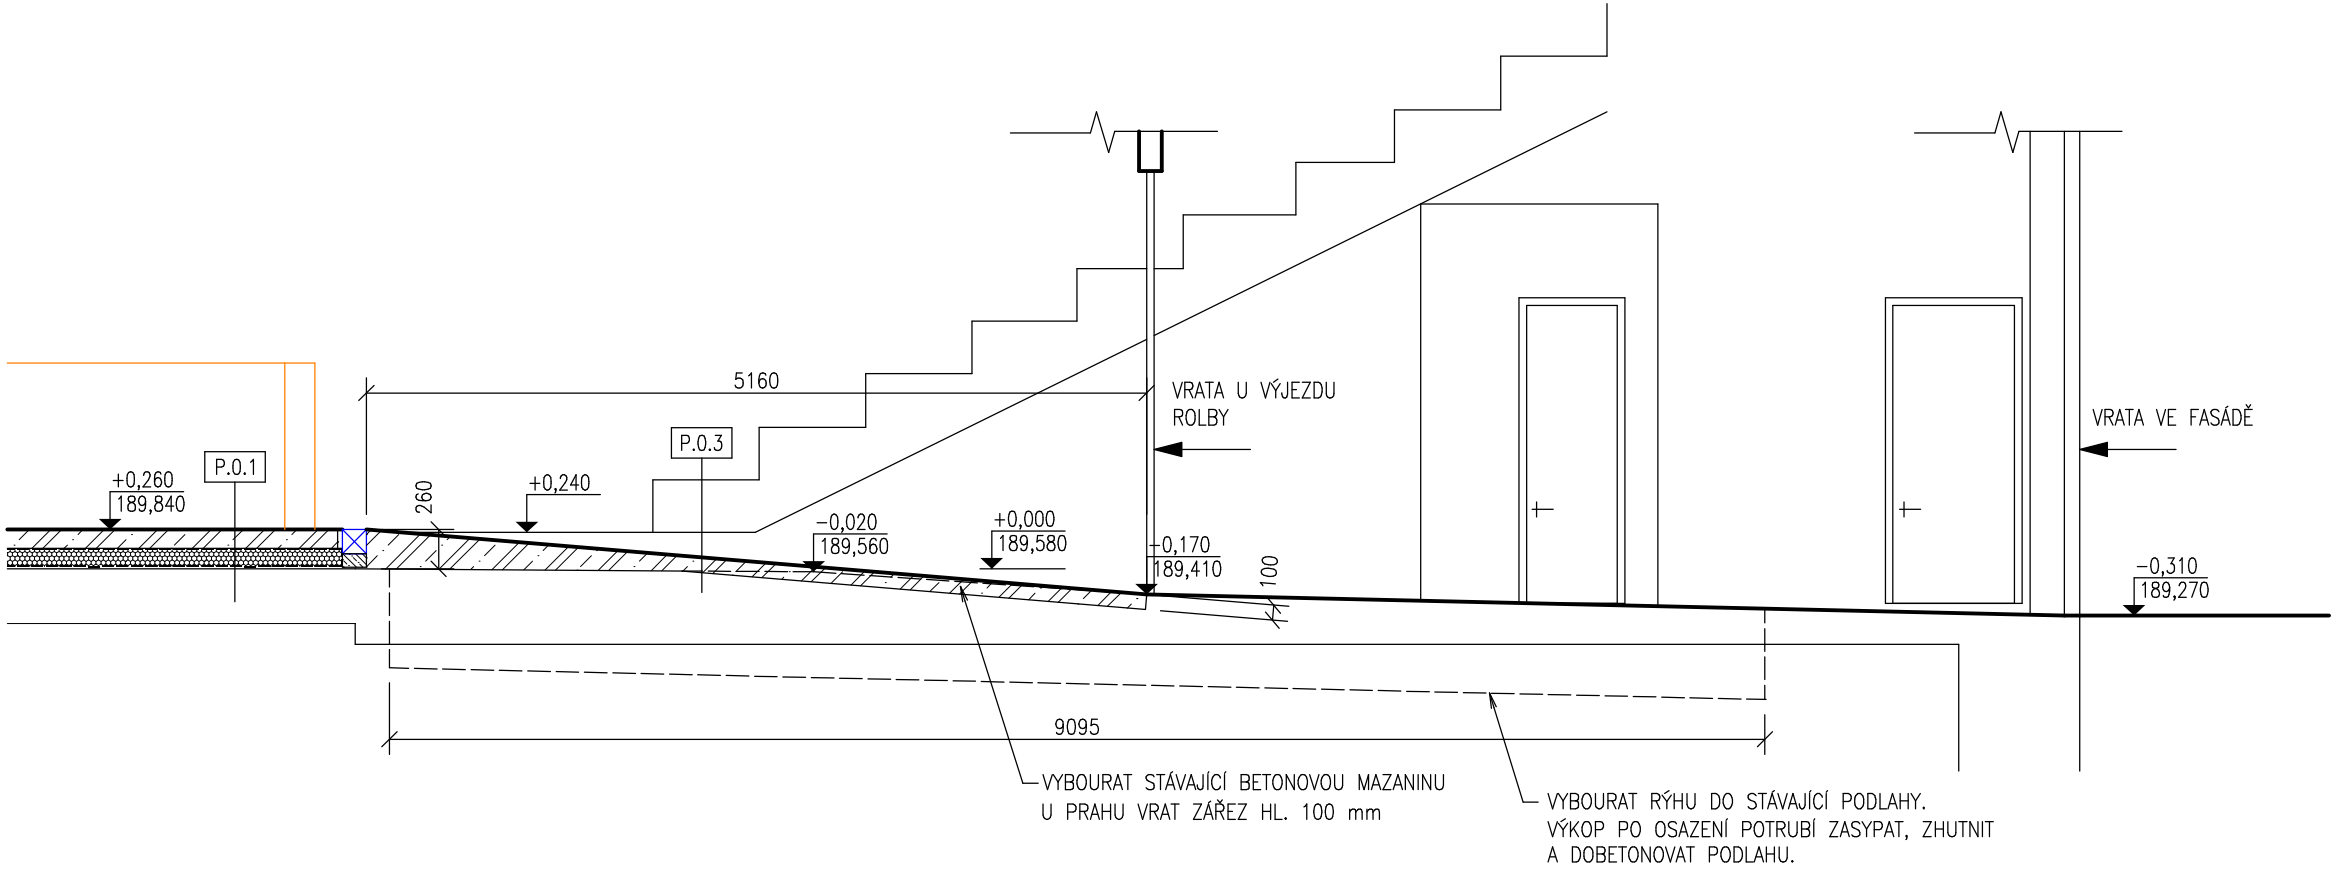 5160
VRATA U VÝJEZDU
ROLBY
VRATA VE FASÁDĚ
P.0.3
P.0.1
+0,260
189,840
260
+0,240
-0,020
189,560
+0,000
189,580
-0,170
189,410
100
-0,310
189,270
9095
VYBOURAT STÁVAJÍCÍ BETONOVOU MAZANINU
U PRAHU VRAT ZÁŘEZ HL. 100 mm
VYBOURAT RÝHU DO STÁVAJÍCÍ PODLAHY.
VÝKOP PO OSAZENÍ POTRUBÍ ZASYPAT, ZHUTNIT
A DOBETONOVAT PODLAHU.